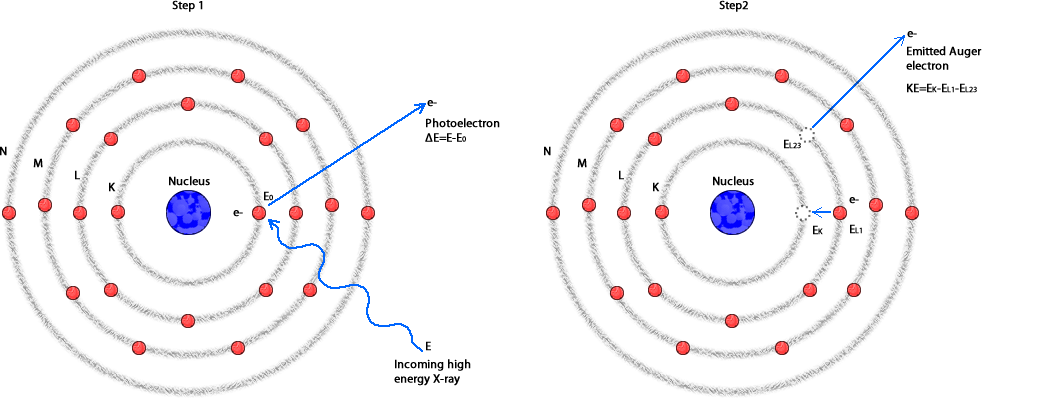 Step 1
e-
Photoelectron
ΔE=E-E0
N
M
L
K
Nucleus
E0
e-
E
Incoming high
energy X-ray
Step2
e-
Emitted Auger
electron
KE=EK-EL1-EL23
EL23
N
M
L
K
Nucleus
e-
EK
EL1